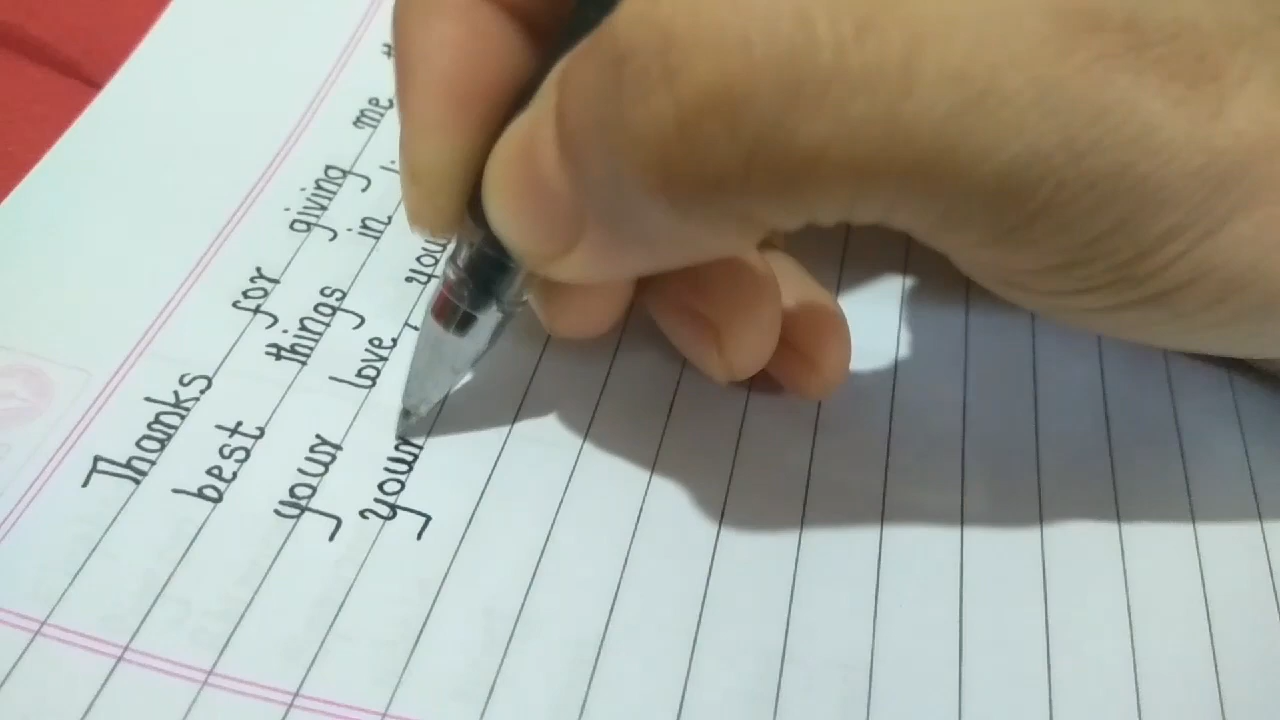 Thanks for giving me
best things in
your love, you
your